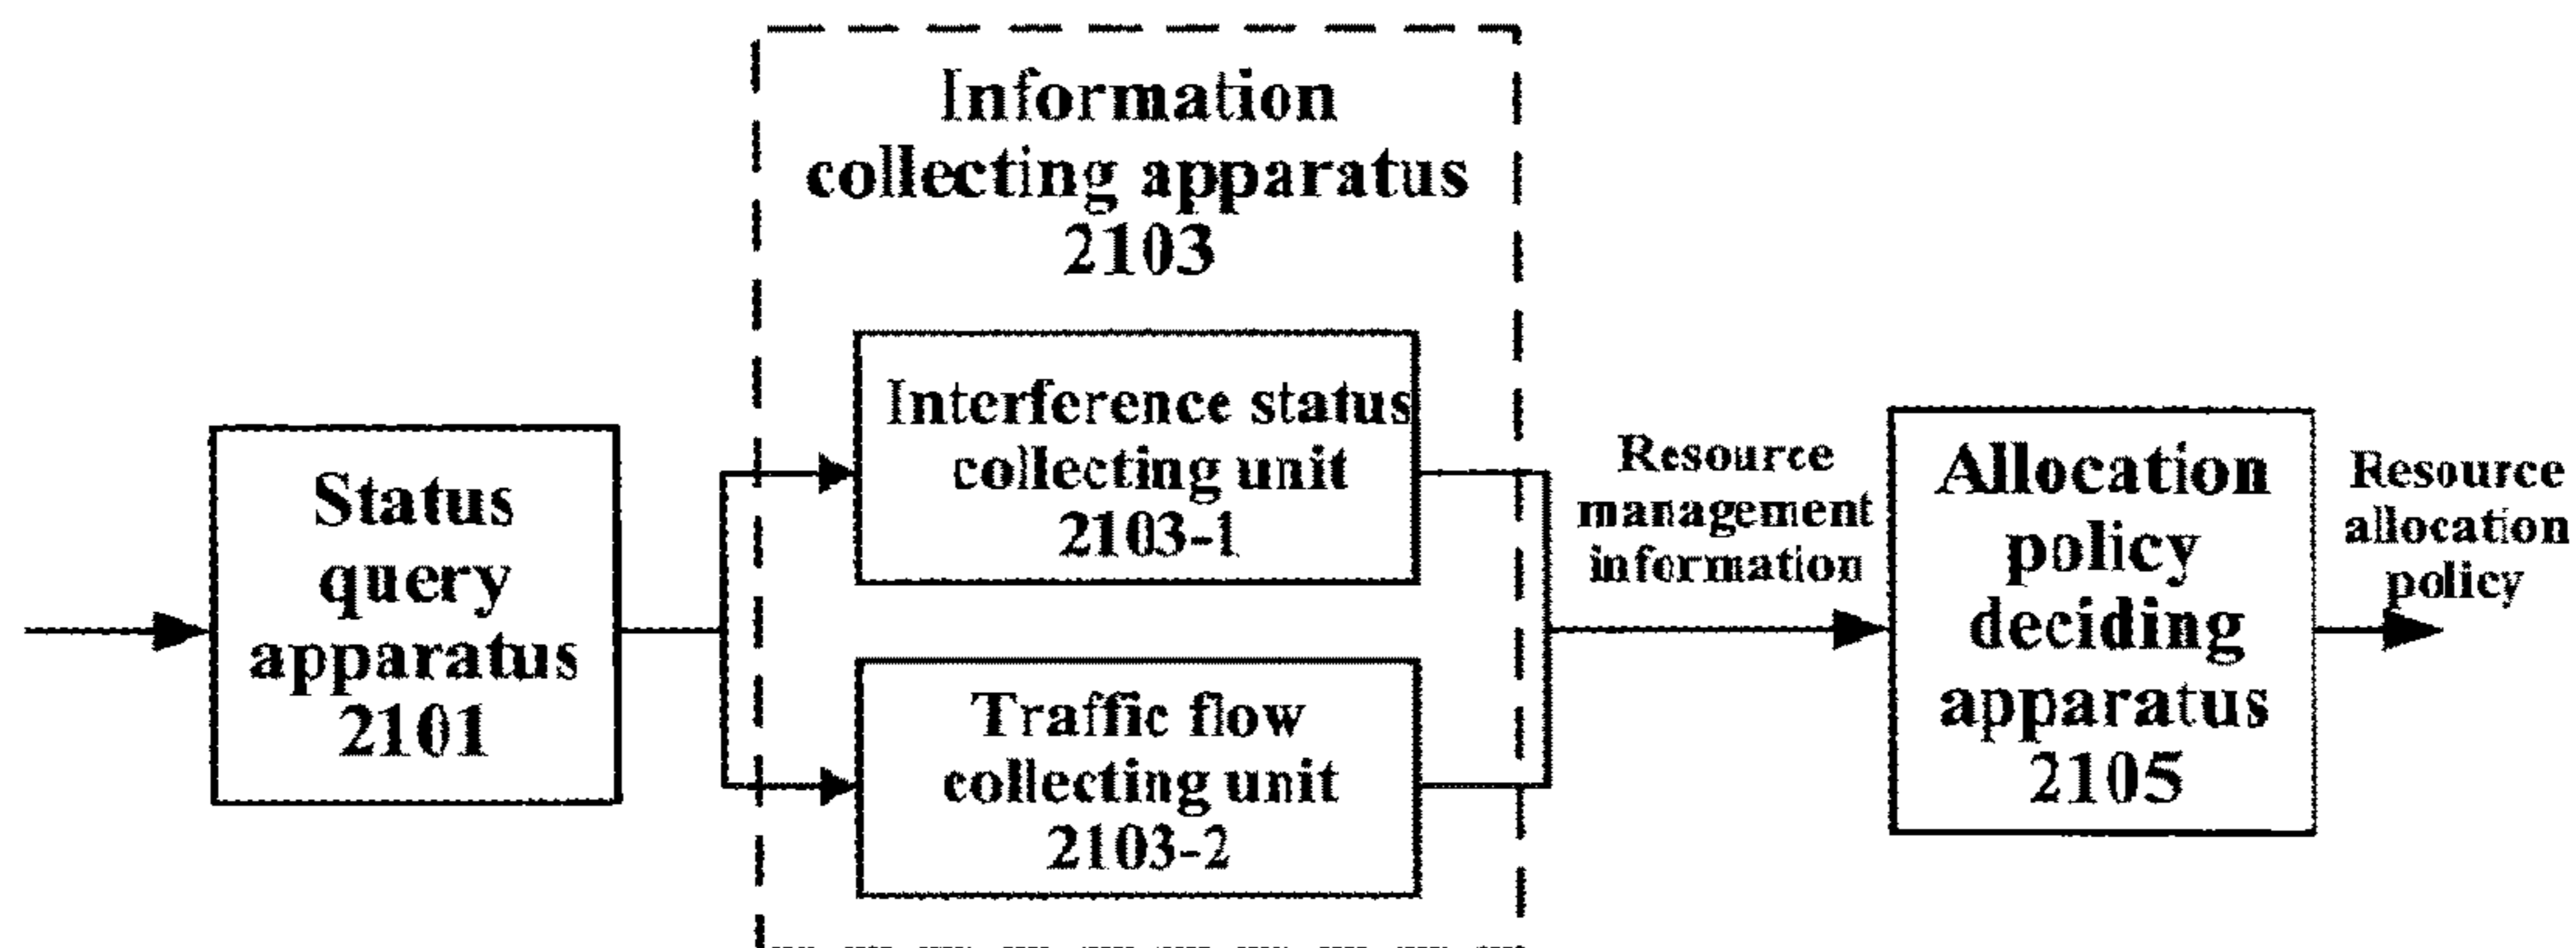 Information
collecting apparatus
2103
Status
query
apparatus
2101
Interference status
collecting unit
2103-1
Traffic flow
collecting unit
2103-2
Resource
management
information
Allocation
policy
deciding
apparatus
2105
Resource
allocation
policy